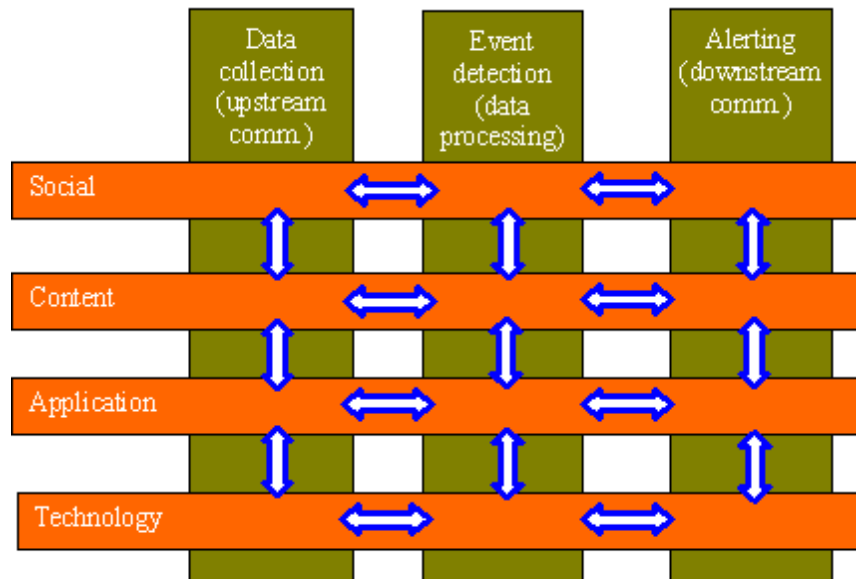 Data
collection
(upstream
comm.)
Event
detection
(data
processing)
Alerting
(downstream
comm.)
Social
Content
Application
Technology